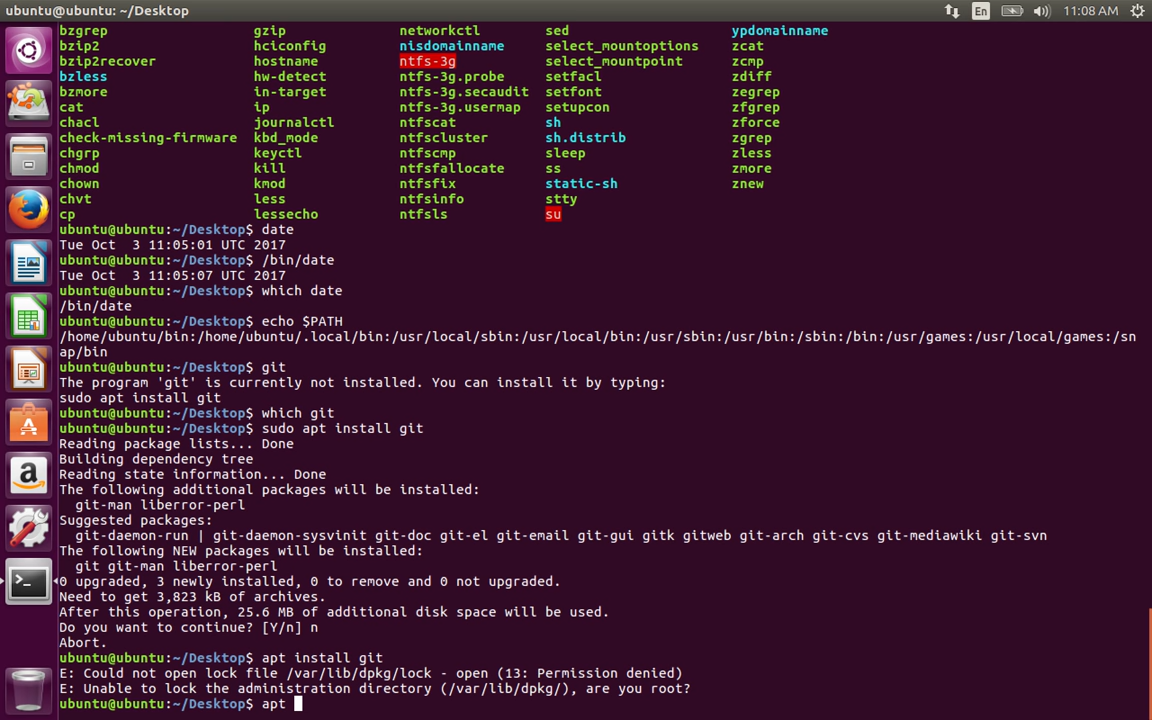 ubuntu@ubuntu: ~/Desktop En 11:08 AM
bzgrep gzip networkctl sed ypdomainname
bzip2 hciconfig nisdomainname select_mountoptions zcat
bzip2recover hostname ntfs-3g select_mountpoint zcmp
bzless hw-detect ntfs-3g.probe setfacl zdiff
bzmore in-target ntfs-3g.secaudit setfont zegrep
cat ip ntfs-3g.usermap setupcon zfgrep
chacl journalctl ntfscat sh zforce
check-missing-firmware kbd_mode ntfscluster sh.distrib zgrep
chgrp keyctl ntfscmp sleep zless
chmod kill ntfsfallocate ss zmore
chown kmod ntfsfix static-sh znew
chvt less ntfsinfo stty
cp lessecho ntfsls su
ubuntu@ubuntu:~/Desktop$ date
Tue Oct  3 11:05:01 UTC 2017
ubuntu@ubuntu:~/Desktop$ /bin/date
Tue Oct  3 11:05:07 UTC 2017
ubuntu@ubuntu:~/Desktop$ which date
/bin/date
ubuntu@ubuntu:~/Desktop$ echo $PATH
/home/ubuntu/bin:/home/ubuntu/.local/bin:/usr/local/sbin:/usr/local/bin:/usr/sbin:/usr/bin:/sbin:/bin:/usr/games:/usr/local/games:/sn
ap/bin
ubuntu@ubuntu:~/Desktop$ git
The program 'git' is currently not installed. You can install it by typing:
sudo apt install git
ubuntu@ubuntu:~/Desktop$ which git
ubuntu@ubuntu:~/Desktop$ sudo apt install git
Reading package lists... Done
Building dependency tree
Reading state information... Done
The following additional packages will be installed:
  git-man liberror-perl
Suggested packages:
  git-daemon-run | git-daemon-sysvinit git-doc git-el git-email git-gui gitk gitweb git-arch git-cvs git-mediawiki git-svn
The following NEW packages will be installed:
  git git-man liberror-perl
0 upgraded, 3 newly installed, 0 to remove and 0 not upgraded.
Need to get 3,823 kB of archives.
After this operation, 25.6 MB of additional disk space will be used.
Do you want to continue? [Y/n] n
Abort.
ubuntu@ubuntu:~/Desktop$ apt install git
E: Could not open lock file /var/lib/dpkg/lock - open (13: Permission denied)
E: Unable to lock the administration directory (/var/lib/dpkg/), are you root?
ubuntu@ubuntu:~/Desktop$ apt